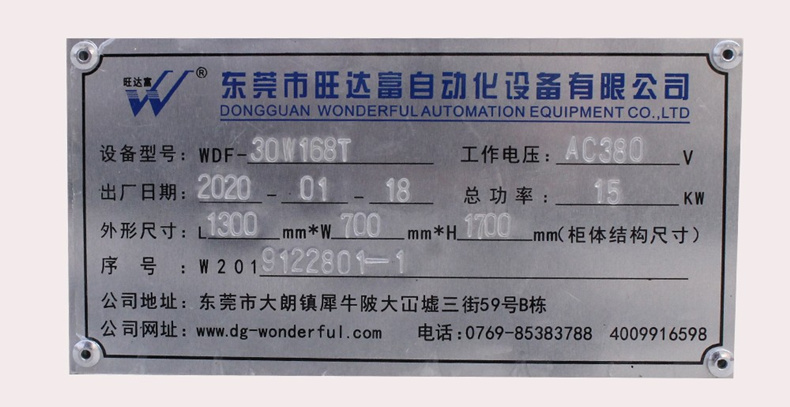 旺达富 ® 东莞市旺达富自动化设备有限公司
DONGGUAN WONDERFUL AUTOMATION EQUIPMENT CO.,LTD
设备型号: WDF-30W168T 工作电压: AC380 V
出厂日期: 2020 - 01 - 18 总功率: 15 KW
外形尺寸: L 1300 mm*W 700 mm*H 1700 mm(柜体结构尺寸)
序 号: W2019122801-1
公司地址: 东莞市大朗镇犀牛陂大冚墟三街59号B栋
公司网址: www.dg-wonderful.com 电话:0769-85383788 4009916598